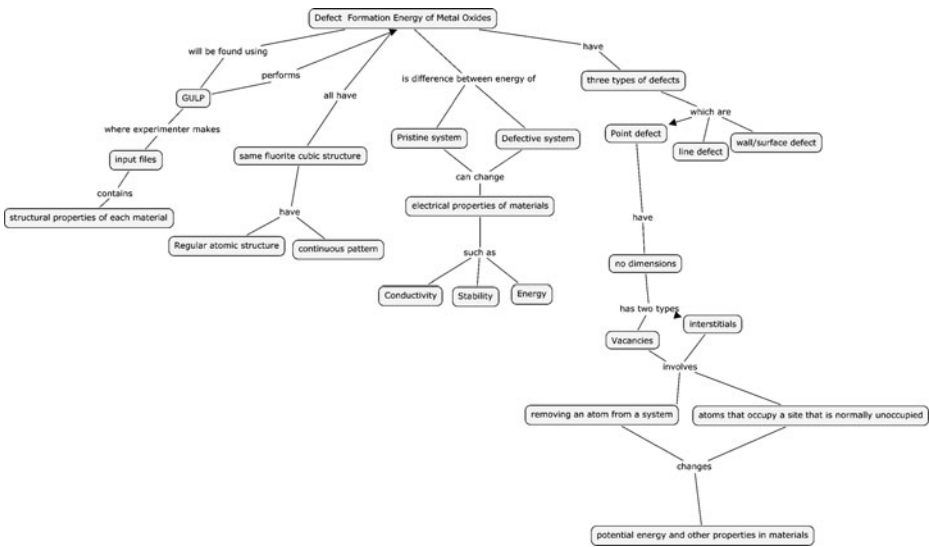 Defect Formation Energy of Metal Oxides
will be found using
have
performs
is difference between energy of
three types of defects
GULP
all have
which are
where experimenter makes
Pristine system
Defective system
Point defect
line defect
wall/surface defect
input files
same fluorite cubic structure
can change
contains
electrical properties of materials
structural properties of each material
have
have
Regular atomic structure
continuous pattern
such as
no dimensions
Conductivity
Stability
Energy
has two types
interstitials
Vacancies
involves
removing an atom from a system
atoms that occupy a site that is normally unoccupied
changes
potential energy and other properties in materials